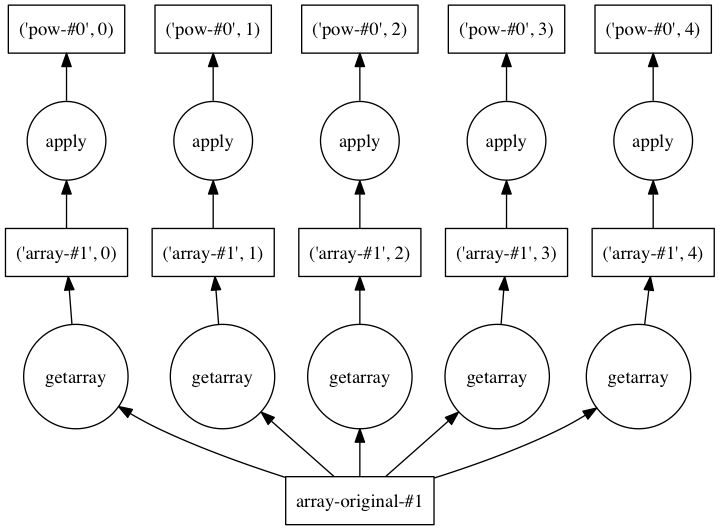 ('pow-#0', 0)
('pow-#0', 1)
('pow-#0', 2)
('pow-#0', 3)
('pow-#0', 4)
apply
apply
apply
apply
apply
('array-#1', 0)
('array-#1', 1)
('array-#1', 2)
('array-#1', 3)
('array-#1', 4)
getarray
getarray
getarray
getarray
getarray
array-original-#1